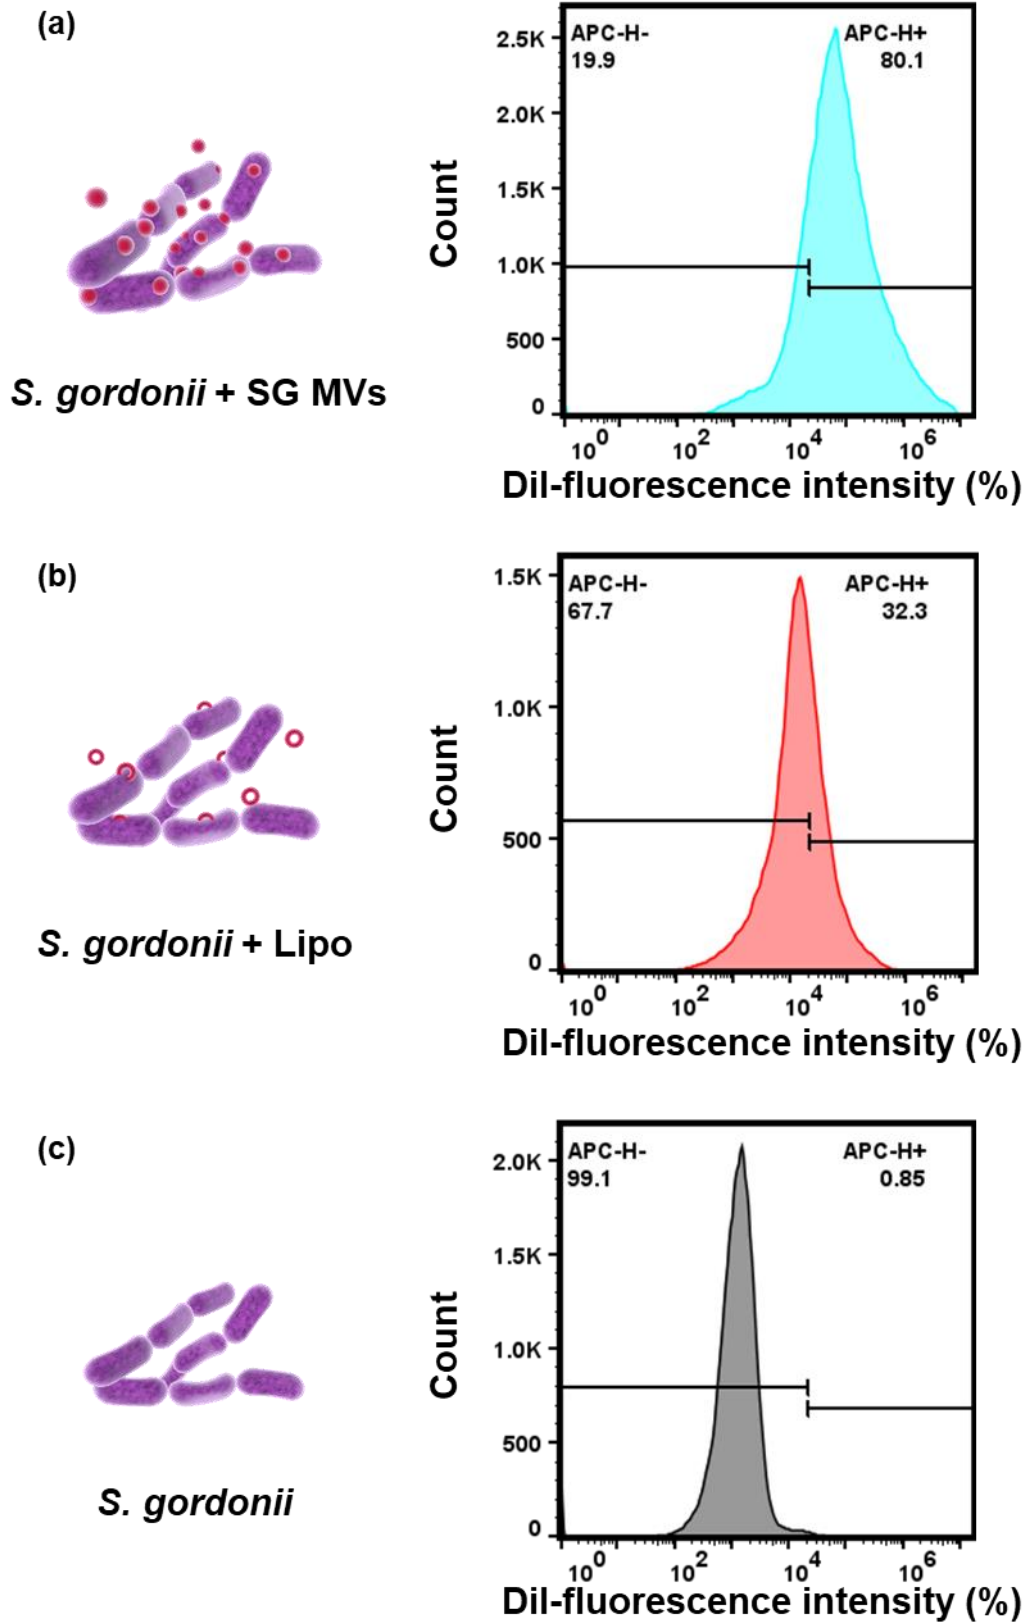 (a)
APC-H-
19.9
APC-H+
80.1
2.5K
2.0K
1.5K
1.0K
500
0
Count
10^0 10^2 10^4 10^6
DiI-fluorescence intensity (%)
S. gordonii + SG MVs
(b)
APC-H-
67.7
APC-H+
32.3
1.5K
1.0K
500
0
Count
10^0 10^2 10^4 10^6
DiI-fluorescence intensity (%)
S. gordonii + Lipo
(c)
APC-H-
99.1
APC-H+
0.85
2.0K
1.5K
1.0K
500
0
Count
10^0 10^2 10^4 10^6
DiI-fluorescence intensity (%)
S. gordonii